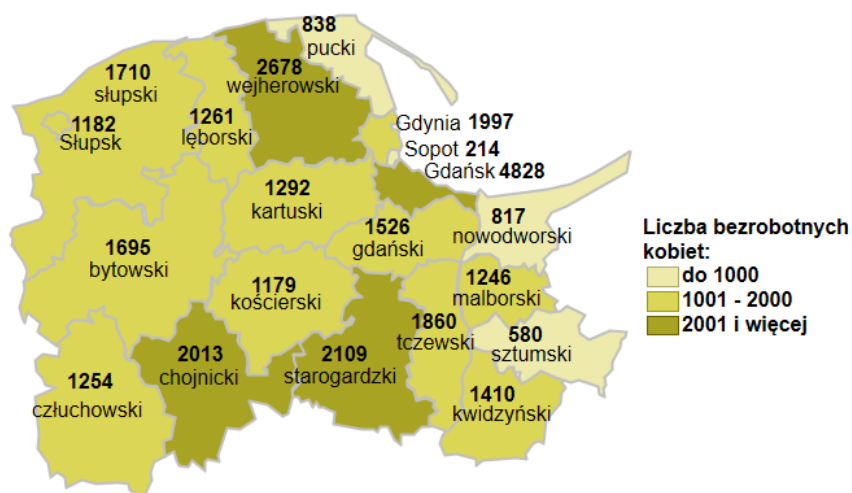 838
pucki
1710
słupski
2678
wejherowski
1182
Słupsk
1261
lęborski
Gdynia 1997
Sopot 214
Gdańsk 4828
1292
kartuski
1526
gdański
817
nowodworski
1695
bytowski
1179
kościerski
1246
malborski
1860
tczewski
580
sztumski
2013
chojnicki
2109
starogardzki
1254
człuchowski
1410
kwidzyński
Liczba bezrobotnych
kobiet:
do 1000
1001 - 2000
2001 i więcej